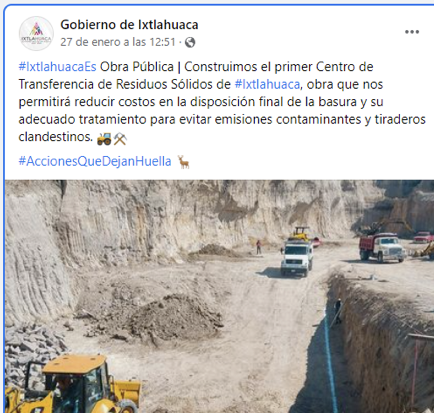 Gobierno de Ixtlahuaca
27 de enero a las 12:51 ·
#IxtlahuacaEs Obra Pública | Construimos el primer Centro de
Transferencia de Residuos Sólidos de #Ixtlahuaca, obra que nos
permitirá reducir costos en la disposición final de la basura y su
adecuado tratamiento para evitar emisiones contaminantes y tiraderos
clandestinos. 🚜⚒️
#AccionesQueDejanHuella 🦌